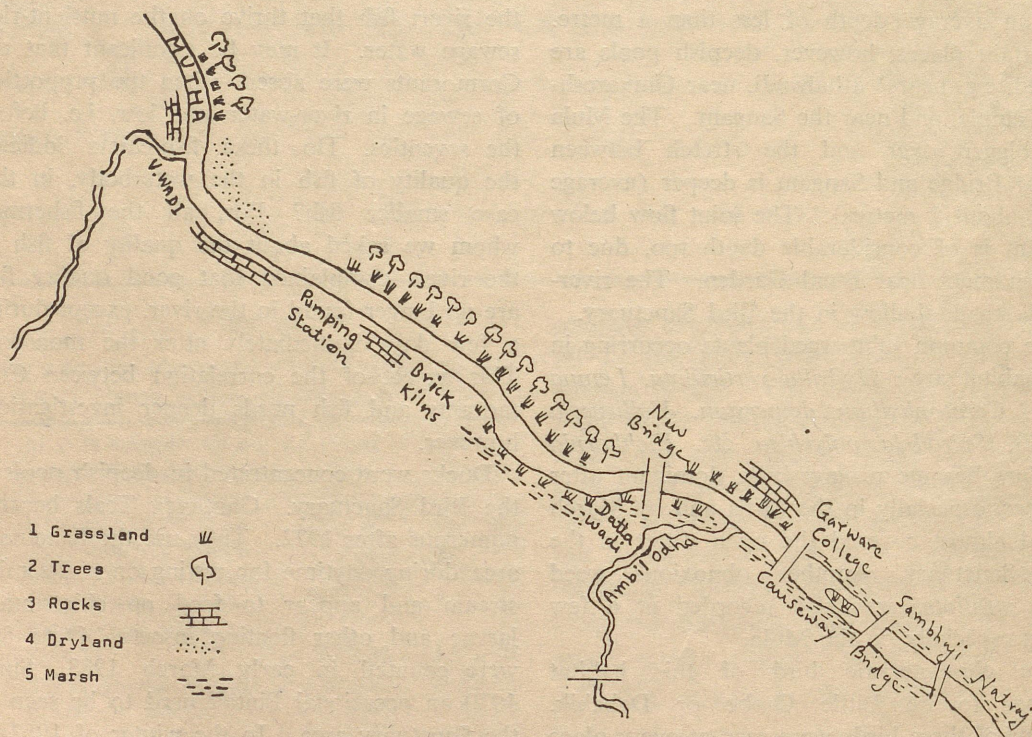 MUTHA
V. WADI
Pumping
Station
Brick
Kilns
New
Bridge
Datta
Wadi
Ambil Odha
Garware
College
Causeway
Sambhaji
Bridge
Natraj
1 Grassland
2 Trees
3 Rocks
4 Dryland
5 Marsh